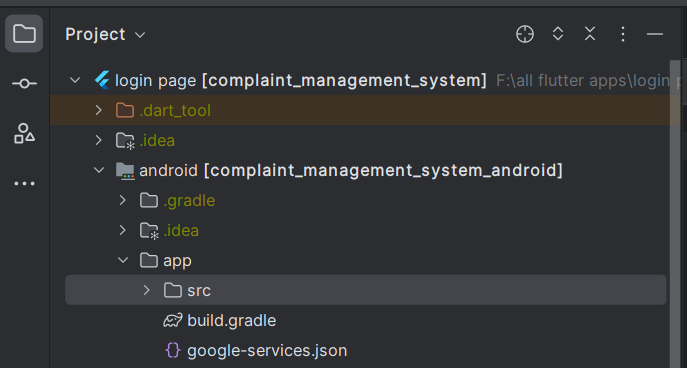 Project
login page [complaint_management_system] F:\all flutter apps\login p
.dart_tool
.idea
android [complaint_management_system_android]
.gradle
.idea
app
src
build.gradle
google-services.json